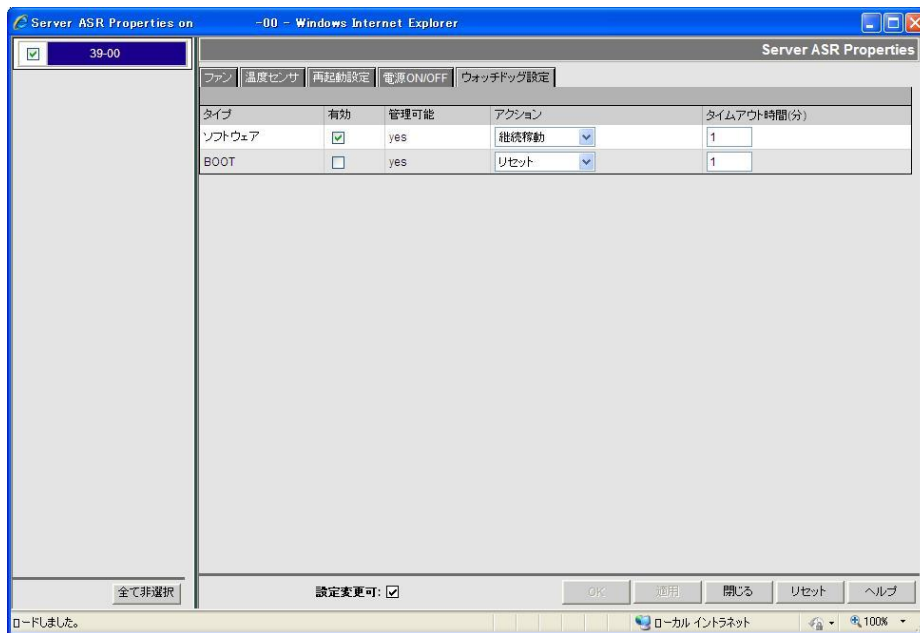 Server ASR Properties on -00 - Windows Internet Explorer
39-00
Server ASR Properties
ファン 温度センサ 再起動設定 電源ON/OFF ウォッチドッグ設定
タイプ 有効 管理可能 アクション タイムアウト時間(分)
ソフトウェア yes 継続稼動 1
BOOT yes リセット 1
全て非選択 設定変更可: OK 適用 閉じる リセット ヘルプ
ロードしました。 ローカル イントラネット 100%